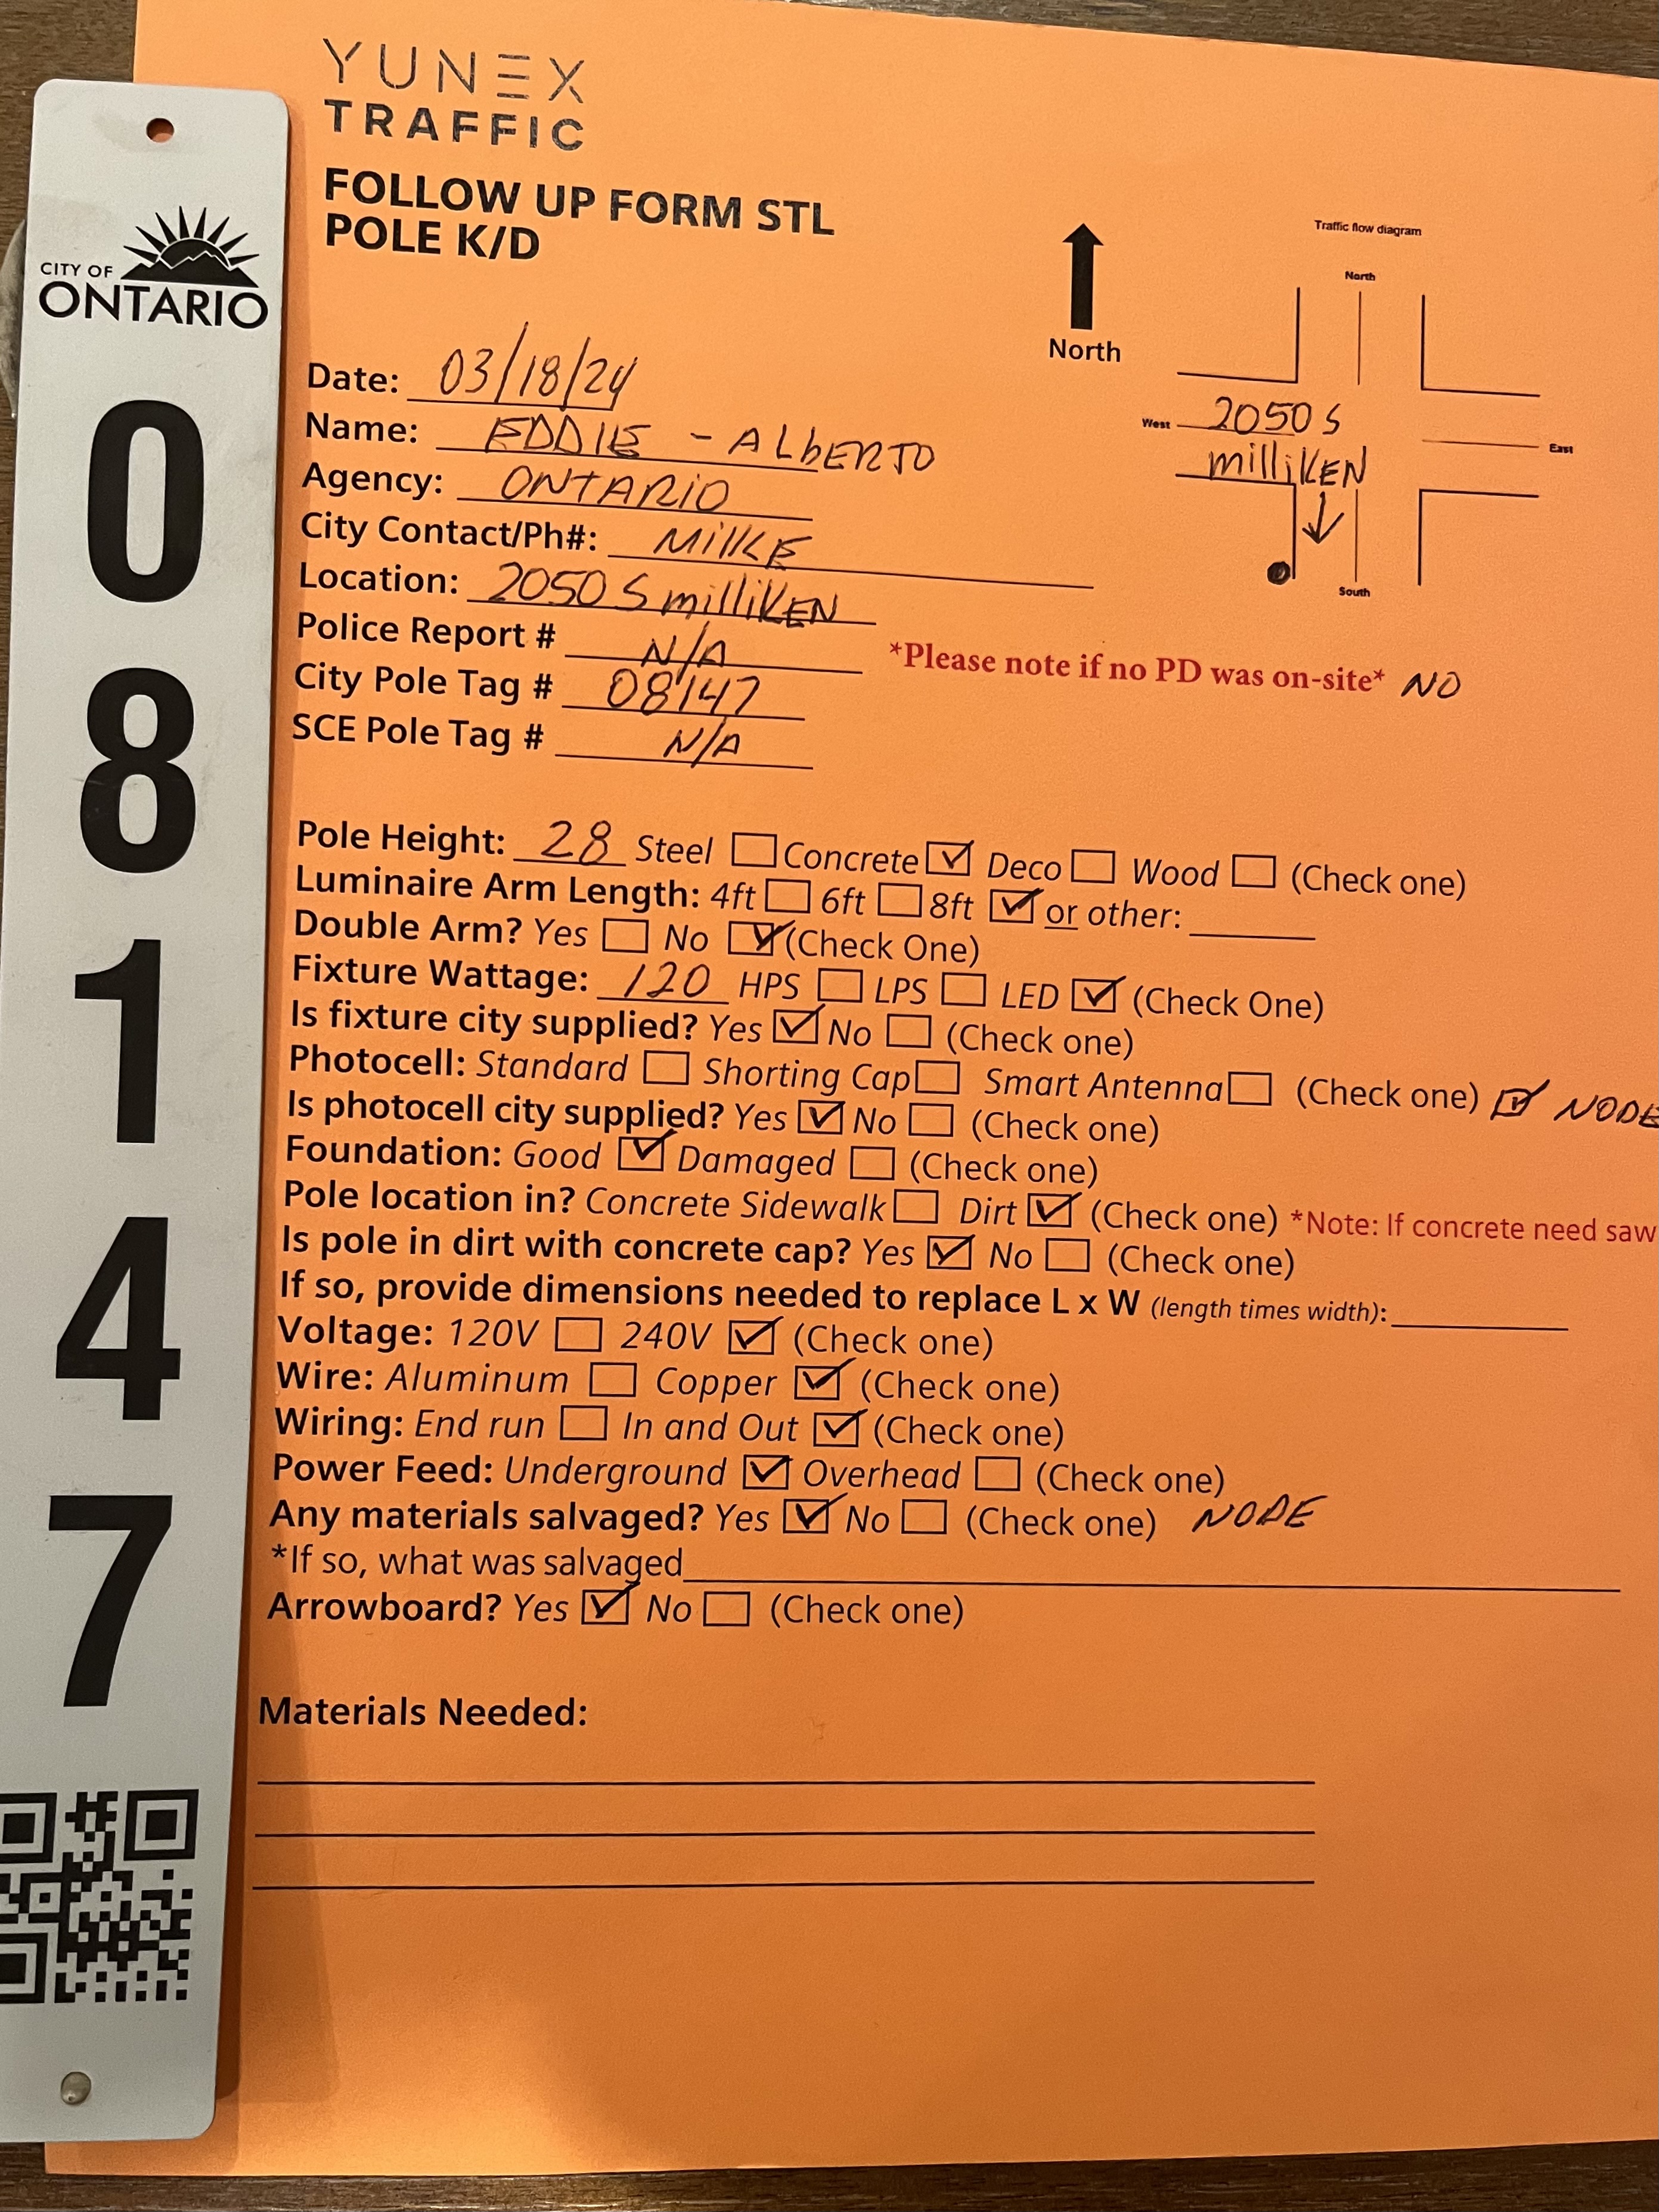 YUNEX
TRAFFIC
FOLLOW UP FORM STL
POLE K/D
CITY OF
ONTARIO
0
8
1
4
7
North
Traffic flow diagram
North
West
2050 S
millikEN
East
South
Date: 03/18/24
Name: EDDIE - ALbERTO
Agency: ONTARIO
City Contact/Ph#: MiKE
Location: 2050 S millikEN
Police Report # N/A *Please note if no PD was on-site* NO
City Pole Tag # 08147
SCE Pole Tag # N/A
Pole Height: 28 Steel ☐ Concrete ☑ Deco ☐ Wood ☐ (Check one)
Luminaire Arm Length: 4ft ☐ 6ft ☐ 8ft ☑ or other:
Double Arm? Yes ☐ No ☑ (Check One)
Fixture Wattage: 120 HPS ☐ LPS ☐ LED ☑ (Check One)
Is fixture city supplied? Yes ☑ No ☐ (Check one)
Photocell: Standard ☐ Shorting Cap ☐ Smart Antenna ☐ (Check one) ☑ NODE
Is photocell city supplied? Yes ☑ No ☐ (Check one)
Foundation: Good ☑ Damaged ☐ (Check one)
Pole location in? Concrete Sidewalk ☐ Dirt ☑ (Check one) *Note: If concrete need saw
Is pole in dirt with concrete cap? Yes ☑ No ☐ (Check one)
If so, provide dimensions needed to replace L x W (length times width):
Voltage: 120V ☐ 240V ☑ (Check one)
Wire: Aluminum ☐ Copper ☑ (Check one)
Wiring: End run ☐ In and Out ☑ (Check one)
Power Feed: Underground ☑ Overhead ☐ (Check one)
Any materials salvaged? Yes ☑ No ☐ (Check one) NODE
*If so, what was salvaged
Arrowboard? Yes ☑ No ☐ (Check one)
Materials Needed: